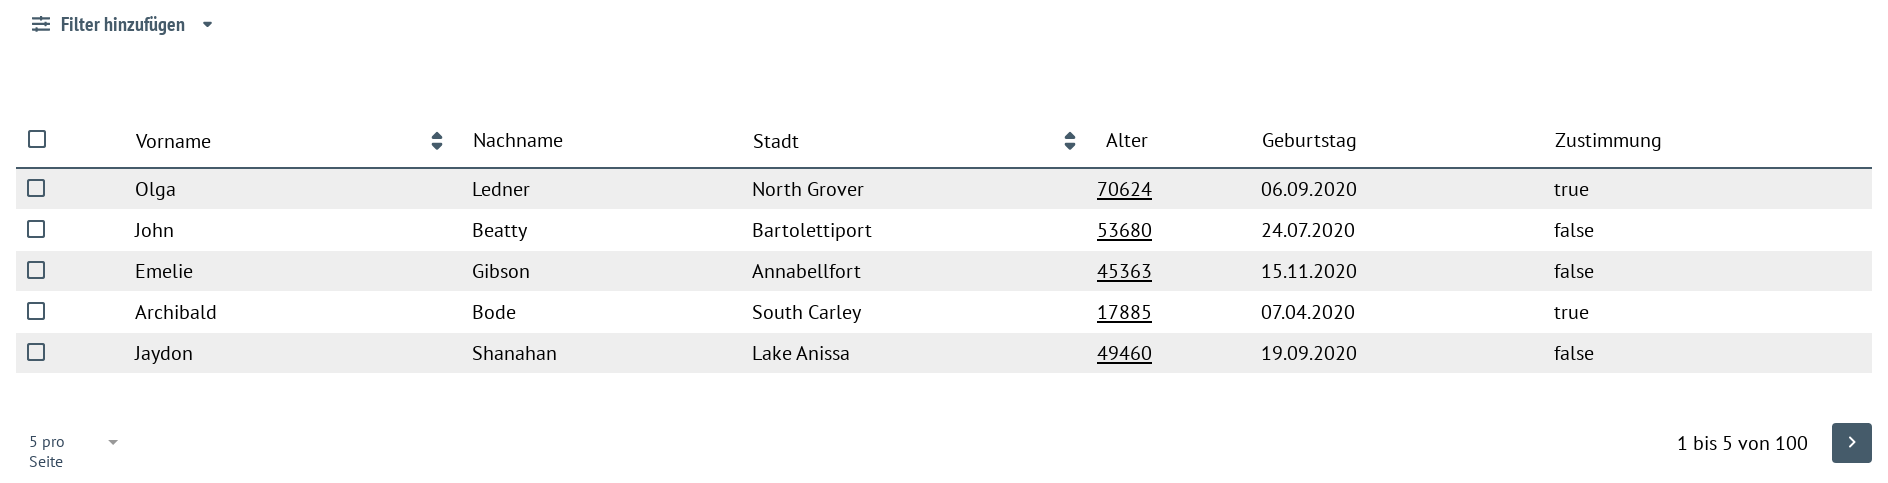 Filter hinzufügen
Vorname Nachname Stadt Alter Geburtstag Zustimmung
Olga Ledner North Grover 70624 06.09.2020 true
John Beatty Bartolettiport 53680 24.07.2020 false
Emelie Gibson Annabellfort 45363 15.11.2020 false
Archibald Bode South Carley 17885 07.04.2020 true
Jaydon Shanahan Lake Anissa 49460 19.09.2020 false
5 pro
Seite
1 bis 5 von 100